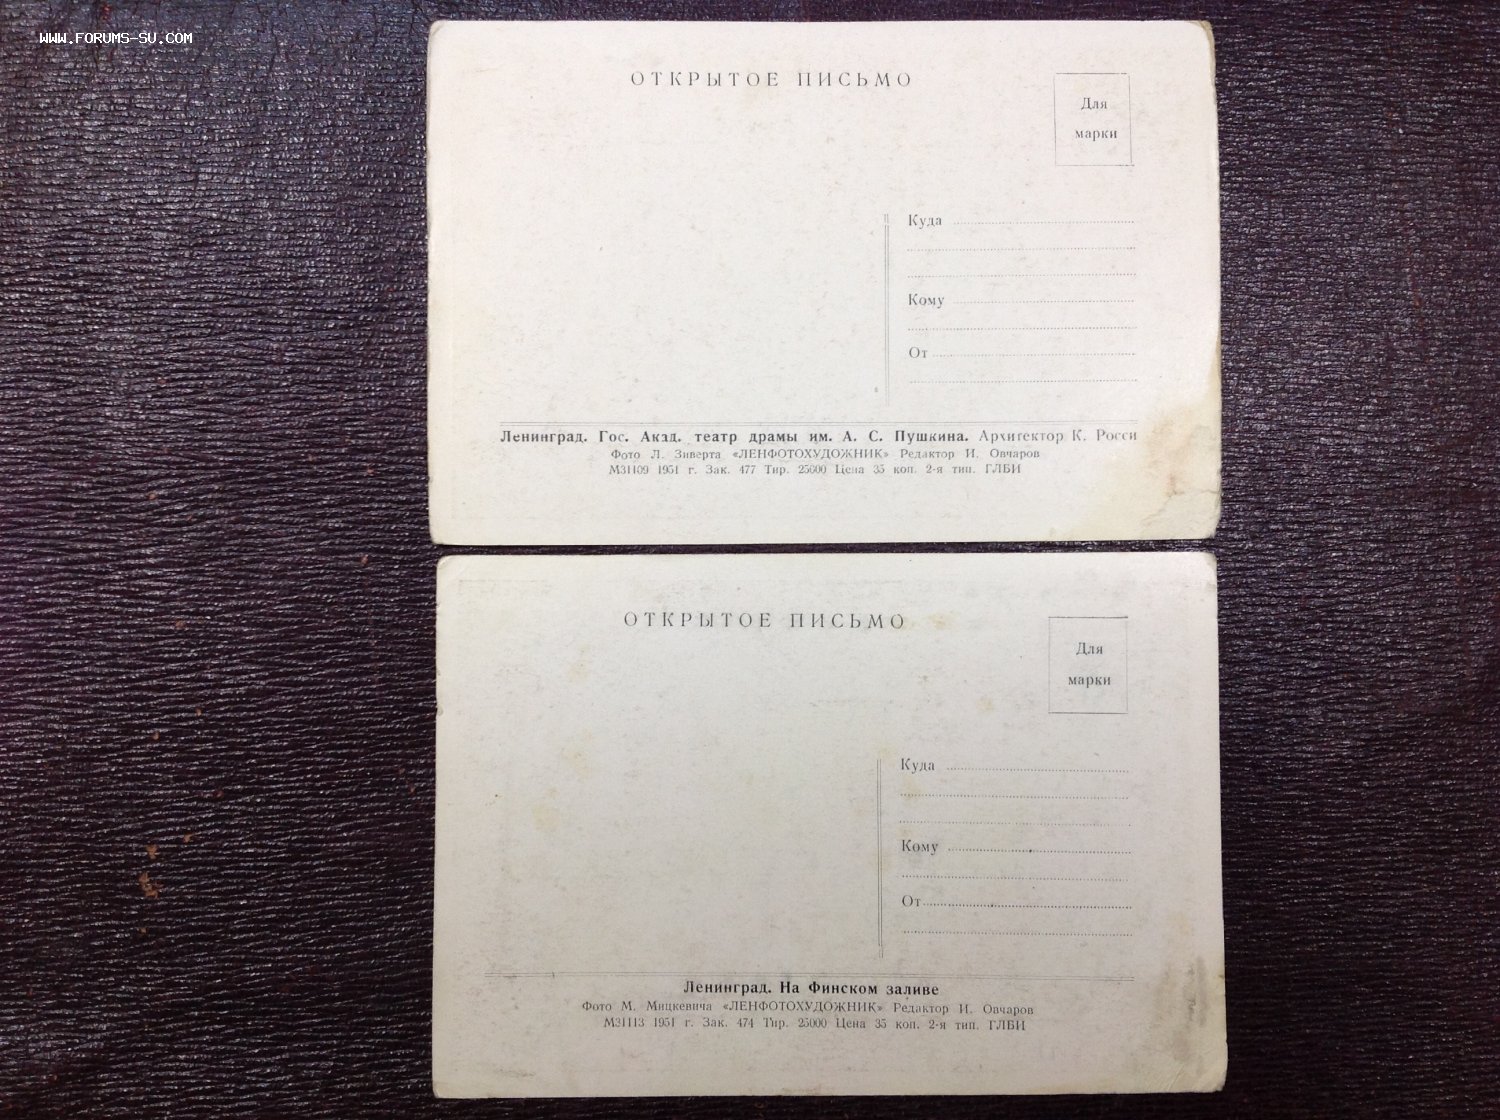 WWW.FORUMS-SU.COM
ОТКРЫТОЕ ПИСЬМО
Для
марки
Куда
Кому
От
Ленинград. Гос. Акад. театр драмы им. А. С. Пушкина. Архитектор К. Росси
Фото Л. Зиверта «ЛЕНФОТОХУДОЖНИК» Редактор И. Овчаров
М31109 1951 г. Зак. 477 Тир. 25000 Цена 35 коп. 2-я тип. ГЛБИ
ОТКРЫТОЕ ПИСЬМО
Для
марки
Куда
Кому
От
Ленинград. На Финском заливе
Фото М. Мицкевича «ЛЕНФОТОХУДОЖНИК» Редактор И. Овчаров
М31113 1951 г. Зак. 474 Тир. 25000 Цена 35 коп. 2-я тип. ГЛБИ